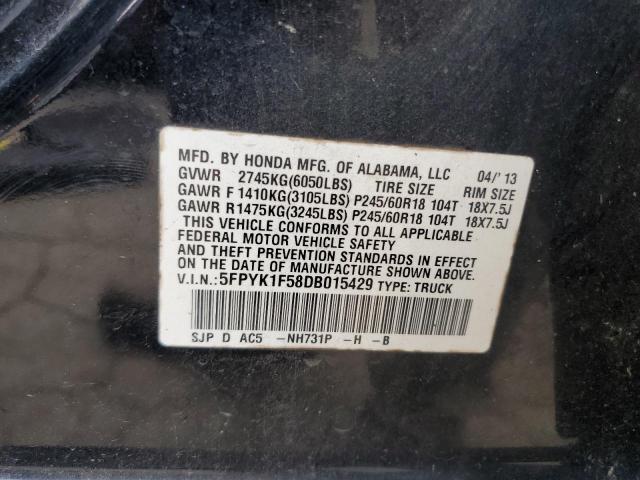 MFD. BY HONDA MFG. OF ALABAMA, LLC 04/'13
GVWR 2745KG(6050LBS) TIRE SIZE RIM SIZE
GAWR F 1410KG(3105LBS) P245/60R18 104T 18X7.5J
GAWR R1475KG(3245LBS) P245/60R18 104T 18X7.5J
THIS VEHICLE CONFORMS TO ALL APPLICABLE
FEDERAL MOTOR VEHICLE SAFETY
AND THEFT PREVENTION STANDARDS IN EFFECT
ON THE DATE OF MANUFACTURE SHOWN ABOVE.
V.I.N.:5FPYK1F58DB015429 TYPE: TRUCK
SJP D AC5 -NH731P -H -B